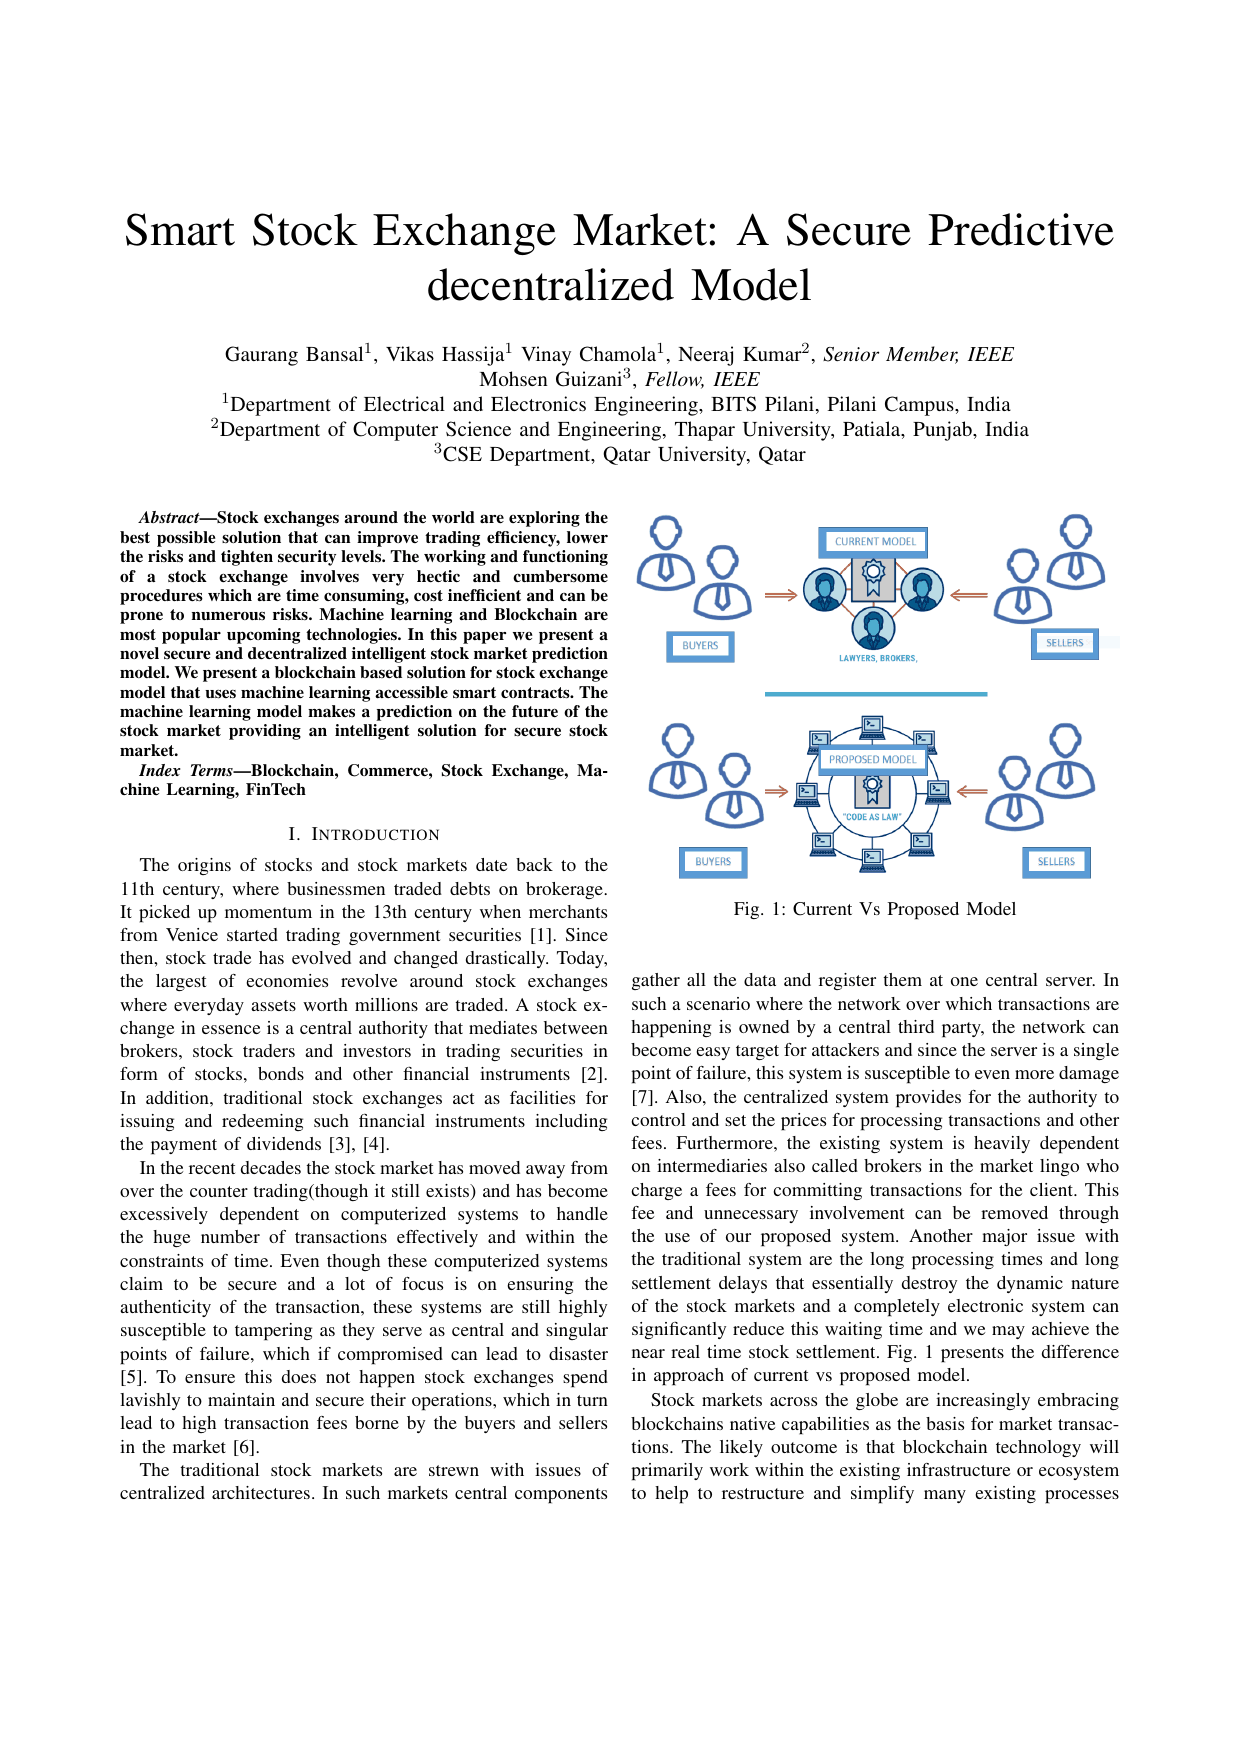 Smart Stock Exchange Market: A Secure Predictive
decentralized Model
Gaurang Bansal1, Vikas Hassija1 Vinay Chamola1, Neeraj Kumar2, Senior Member, IEEE
Mohsen Guizani3, Fellow, IEEE
1Department of Electrical and Electronics Engineering, BITS Pilani, Pilani Campus, India
2Department of Computer Science and Engineering, Thapar University, Patiala, Punjab, India
3CSE Department, Qatar University, Qatar
Abstract—Stock exchanges around the world are exploring the
best possible solution that can improve trading efficiency, lower
the risks and tighten security levels. The working and functioning
of a stock exchange involves very hectic and cumbersome
procedures which are time consuming, cost inefficient and can be
prone to numerous risks. Machine learning and Blockchain are
most popular upcoming technologies. In this paper we present a
novel secure and decentralized intelligent stock market prediction
model. We present a blockchain based solution for stock exchange
model that uses machine learning accessible smart contracts. The
machine learning model makes a prediction on the future of the
stock market providing an intelligent solution for secure stock
market.
Index Terms—Blockchain, Commerce, Stock Exchange, Ma-
chine Learning, FinTech
I. INTRODUCTION
The origins of stocks and stock markets date back to the
11th century, where businessmen traded debts on brokerage.
It picked up momentum in the 13th century when merchants
from Venice started trading government securities [1]. Since
then, stock trade has evolved and changed drastically. Today,
the largest of economies revolve around stock exchanges
where everyday assets worth millions are traded. A stock ex-
change in essence is a central authority that mediates between
brokers, stock traders and investors in trading securities in
form of stocks, bonds and other financial instruments [2].
In addition, traditional stock exchanges act as facilities for
issuing and redeeming such financial instruments including
the payment of dividends [3], [4].
In the recent decades the stock market has moved away from
over the counter trading(though it still exists) and has become
excessively dependent on computerized systems to handle
the huge number of transactions effectively and within the
constraints of time. Even though these computerized systems
claim to be secure and a lot of focus is on ensuring the
authenticity of the transaction, these systems are still highly
susceptible to tampering as they serve as central and singular
points of failure, which if compromised can lead to disaster
[5]. To ensure this does not happen stock exchanges spend
lavishly to maintain and secure their operations, which in turn
lead to high transaction fees borne by the buyers and sellers
in the market [6].
The traditional stock markets are strewn with issues of
centralized architectures. In such markets central components
CURRENT MODEL
BUYERS
SELLERS
LAWYERS, BROKERS,
PROPOSED MODEL
"CODE AS LAW"
BUYERS
SELLERS
Fig. 1: Current Vs Proposed Model
gather all the data and register them at one central server. In
such a scenario where the network over which transactions are
happening is owned by a central third party, the network can
become easy target for attackers and since the server is a single
point of failure, this system is susceptible to even more damage
[7]. Also, the centralized system provides for the authority to
control and set the prices for processing transactions and other
fees. Furthermore, the existing system is heavily dependent
on intermediaries also called brokers in the market lingo who
charge a fees for committing transactions for the client. This
fee and unnecessary involvement can be removed through
the use of our proposed system. Another major issue with
the traditional system are the long processing times and long
settlement delays that essentially destroy the dynamic nature
of the stock markets and a completely electronic system can
significantly reduce this waiting time and we may achieve the
near real time stock settlement. Fig. 1 presents the difference
in approach of current vs proposed model.
Stock markets across the globe are increasingly embracing
blockchains native capabilities as the basis for market transac-
tions. The likely outcome is that blockchain technology will
primarily work within the existing infrastructure or ecosystem
to help to restructure and simplify many existing processes